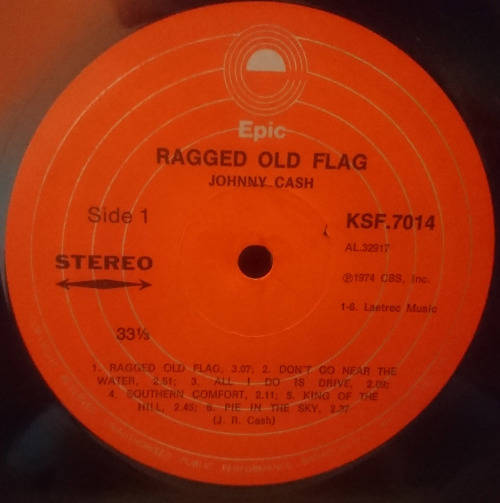 Epic
RAGGED OLD FLAG
JOHNNY CASH
Side 1
KSF.7014
AL.32917
STEREO
℗1974 CBS, Inc.
1-6. Laetrec Music
33⅓
1. RAGGED OLD FLAG, 3.07; 2. DON'T GO NEAR THE
WATER, 2.51; 3. ALL I DO IS DRIVE, 2.09;
4. SOUTHERN COMFORT, 2.11; 5. KING OF THE
HILL, 2.45; 6. PIE IN THE SKY, 2.37
(J. R. Cash)
PUBLIC PERFORMANCE